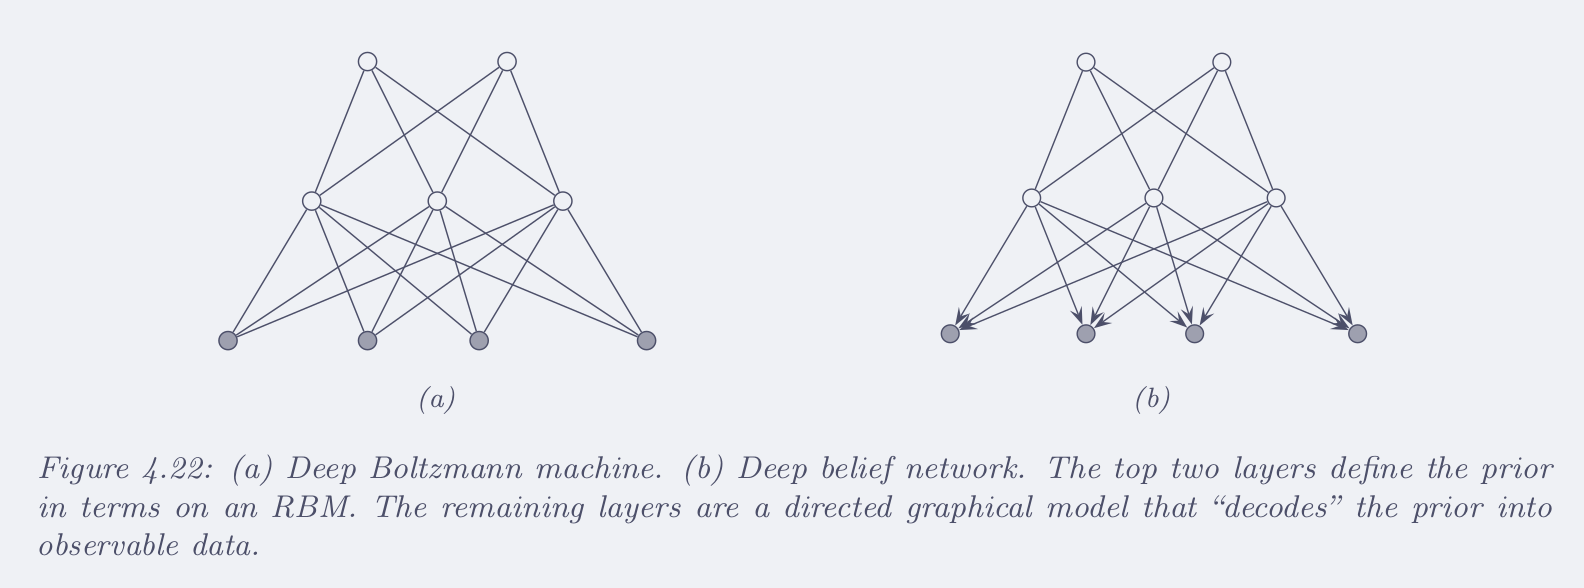 (a)
(b)
Figure 4.22: (a) Deep Boltzmann machine. (b) Deep belief network. The top two layers define the prior
in terms on an RBM. The remaining layers are a directed graphical model that “decodes” the prior into
observable data.